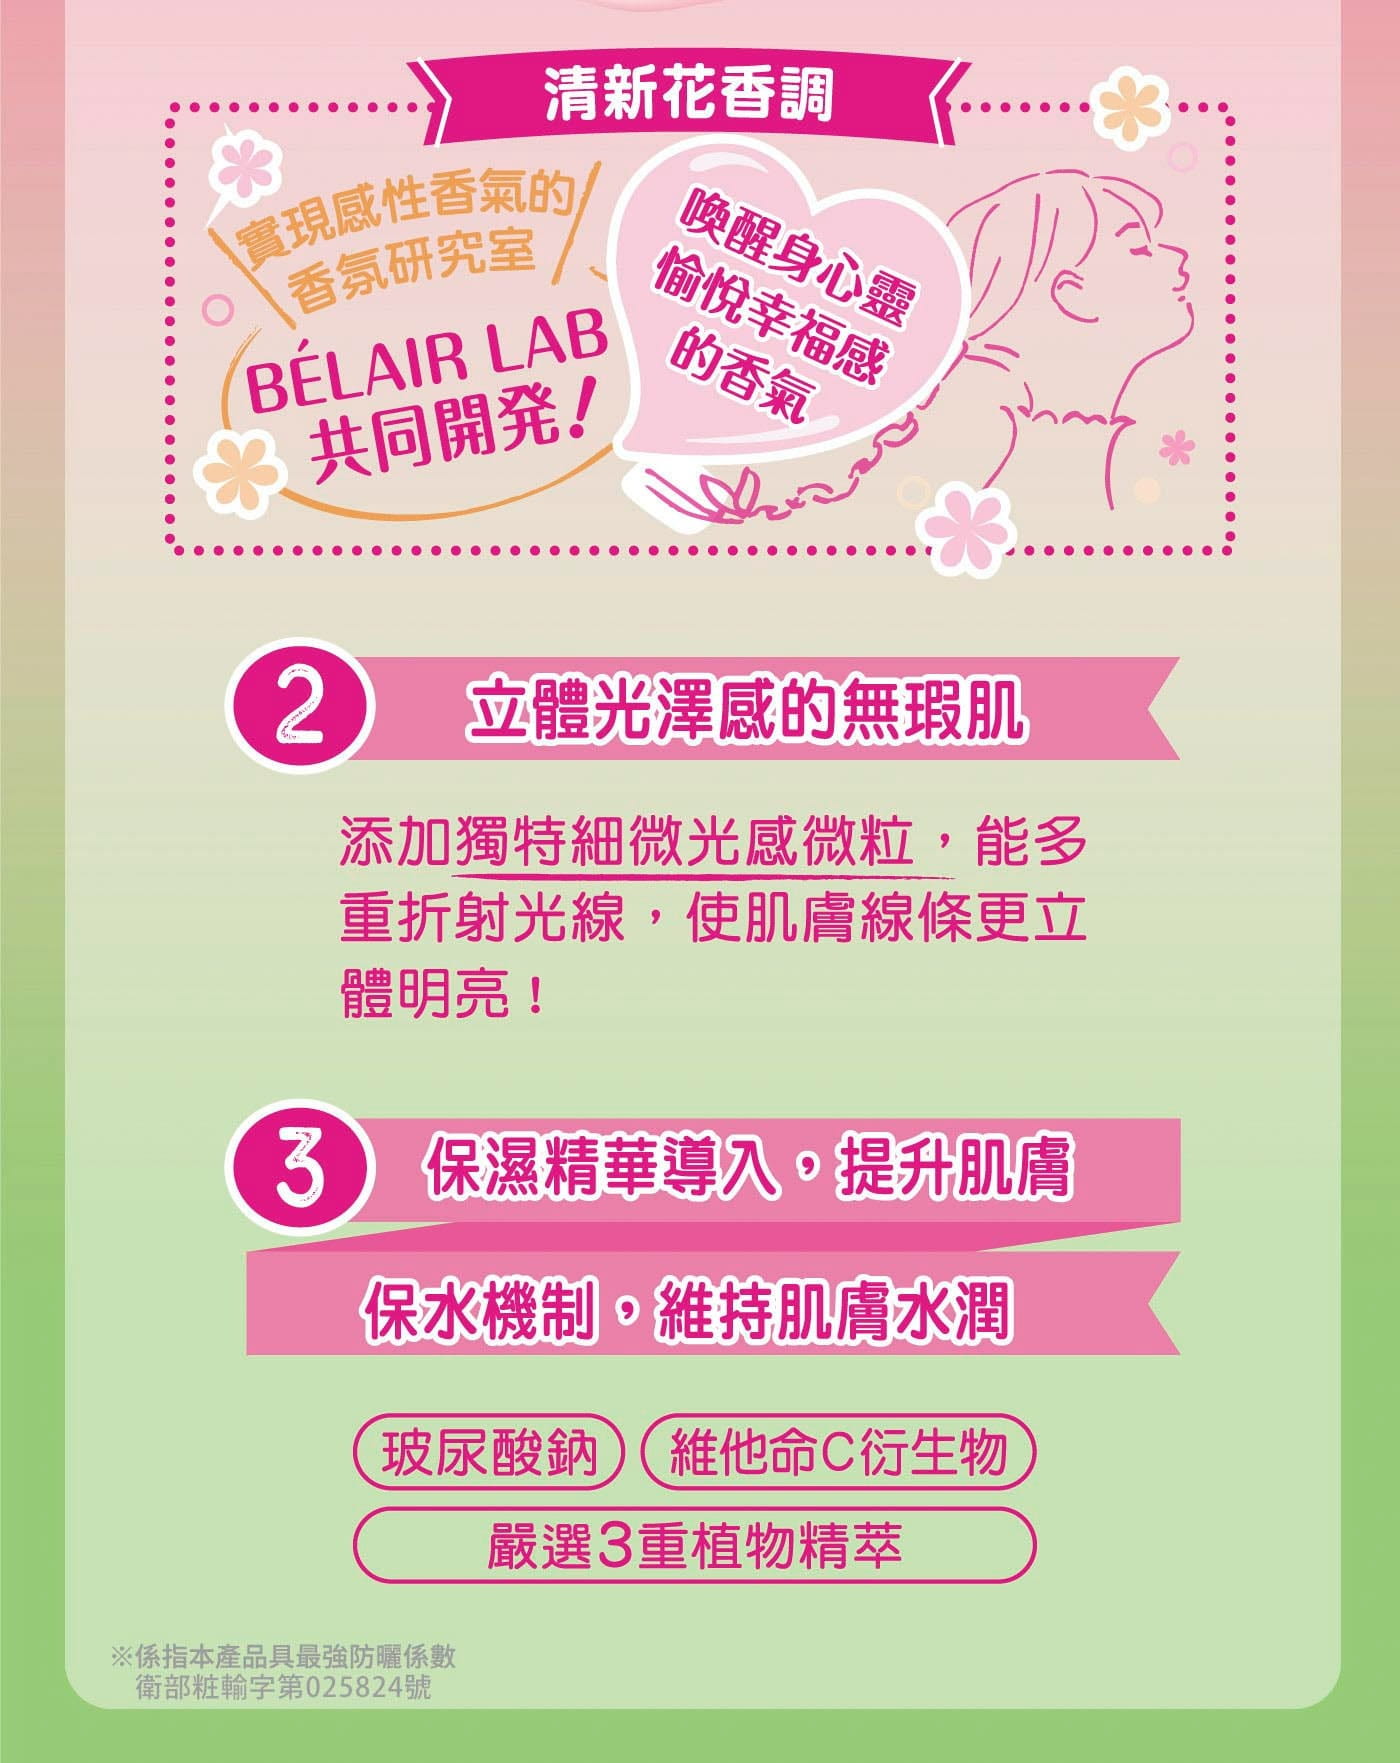 清新花香調
實現感性香氣的
香氛研究室
BÉLAIR LAB
共同開発!
喚醒身心靈
愉悅幸福感
的香氣
2
立體光澤感的無瑕肌
添加獨特細微光感微粒，能多
重折射光線，使肌膚線條更立
體明亮！
3
保濕精華導入，提升肌膚
保水機制，維持肌膚水潤
玻尿酸鈉
維他命C衍生物
嚴選3重植物精萃
※係指本產品具最強防曬係數
衛部粧輸字第025824號